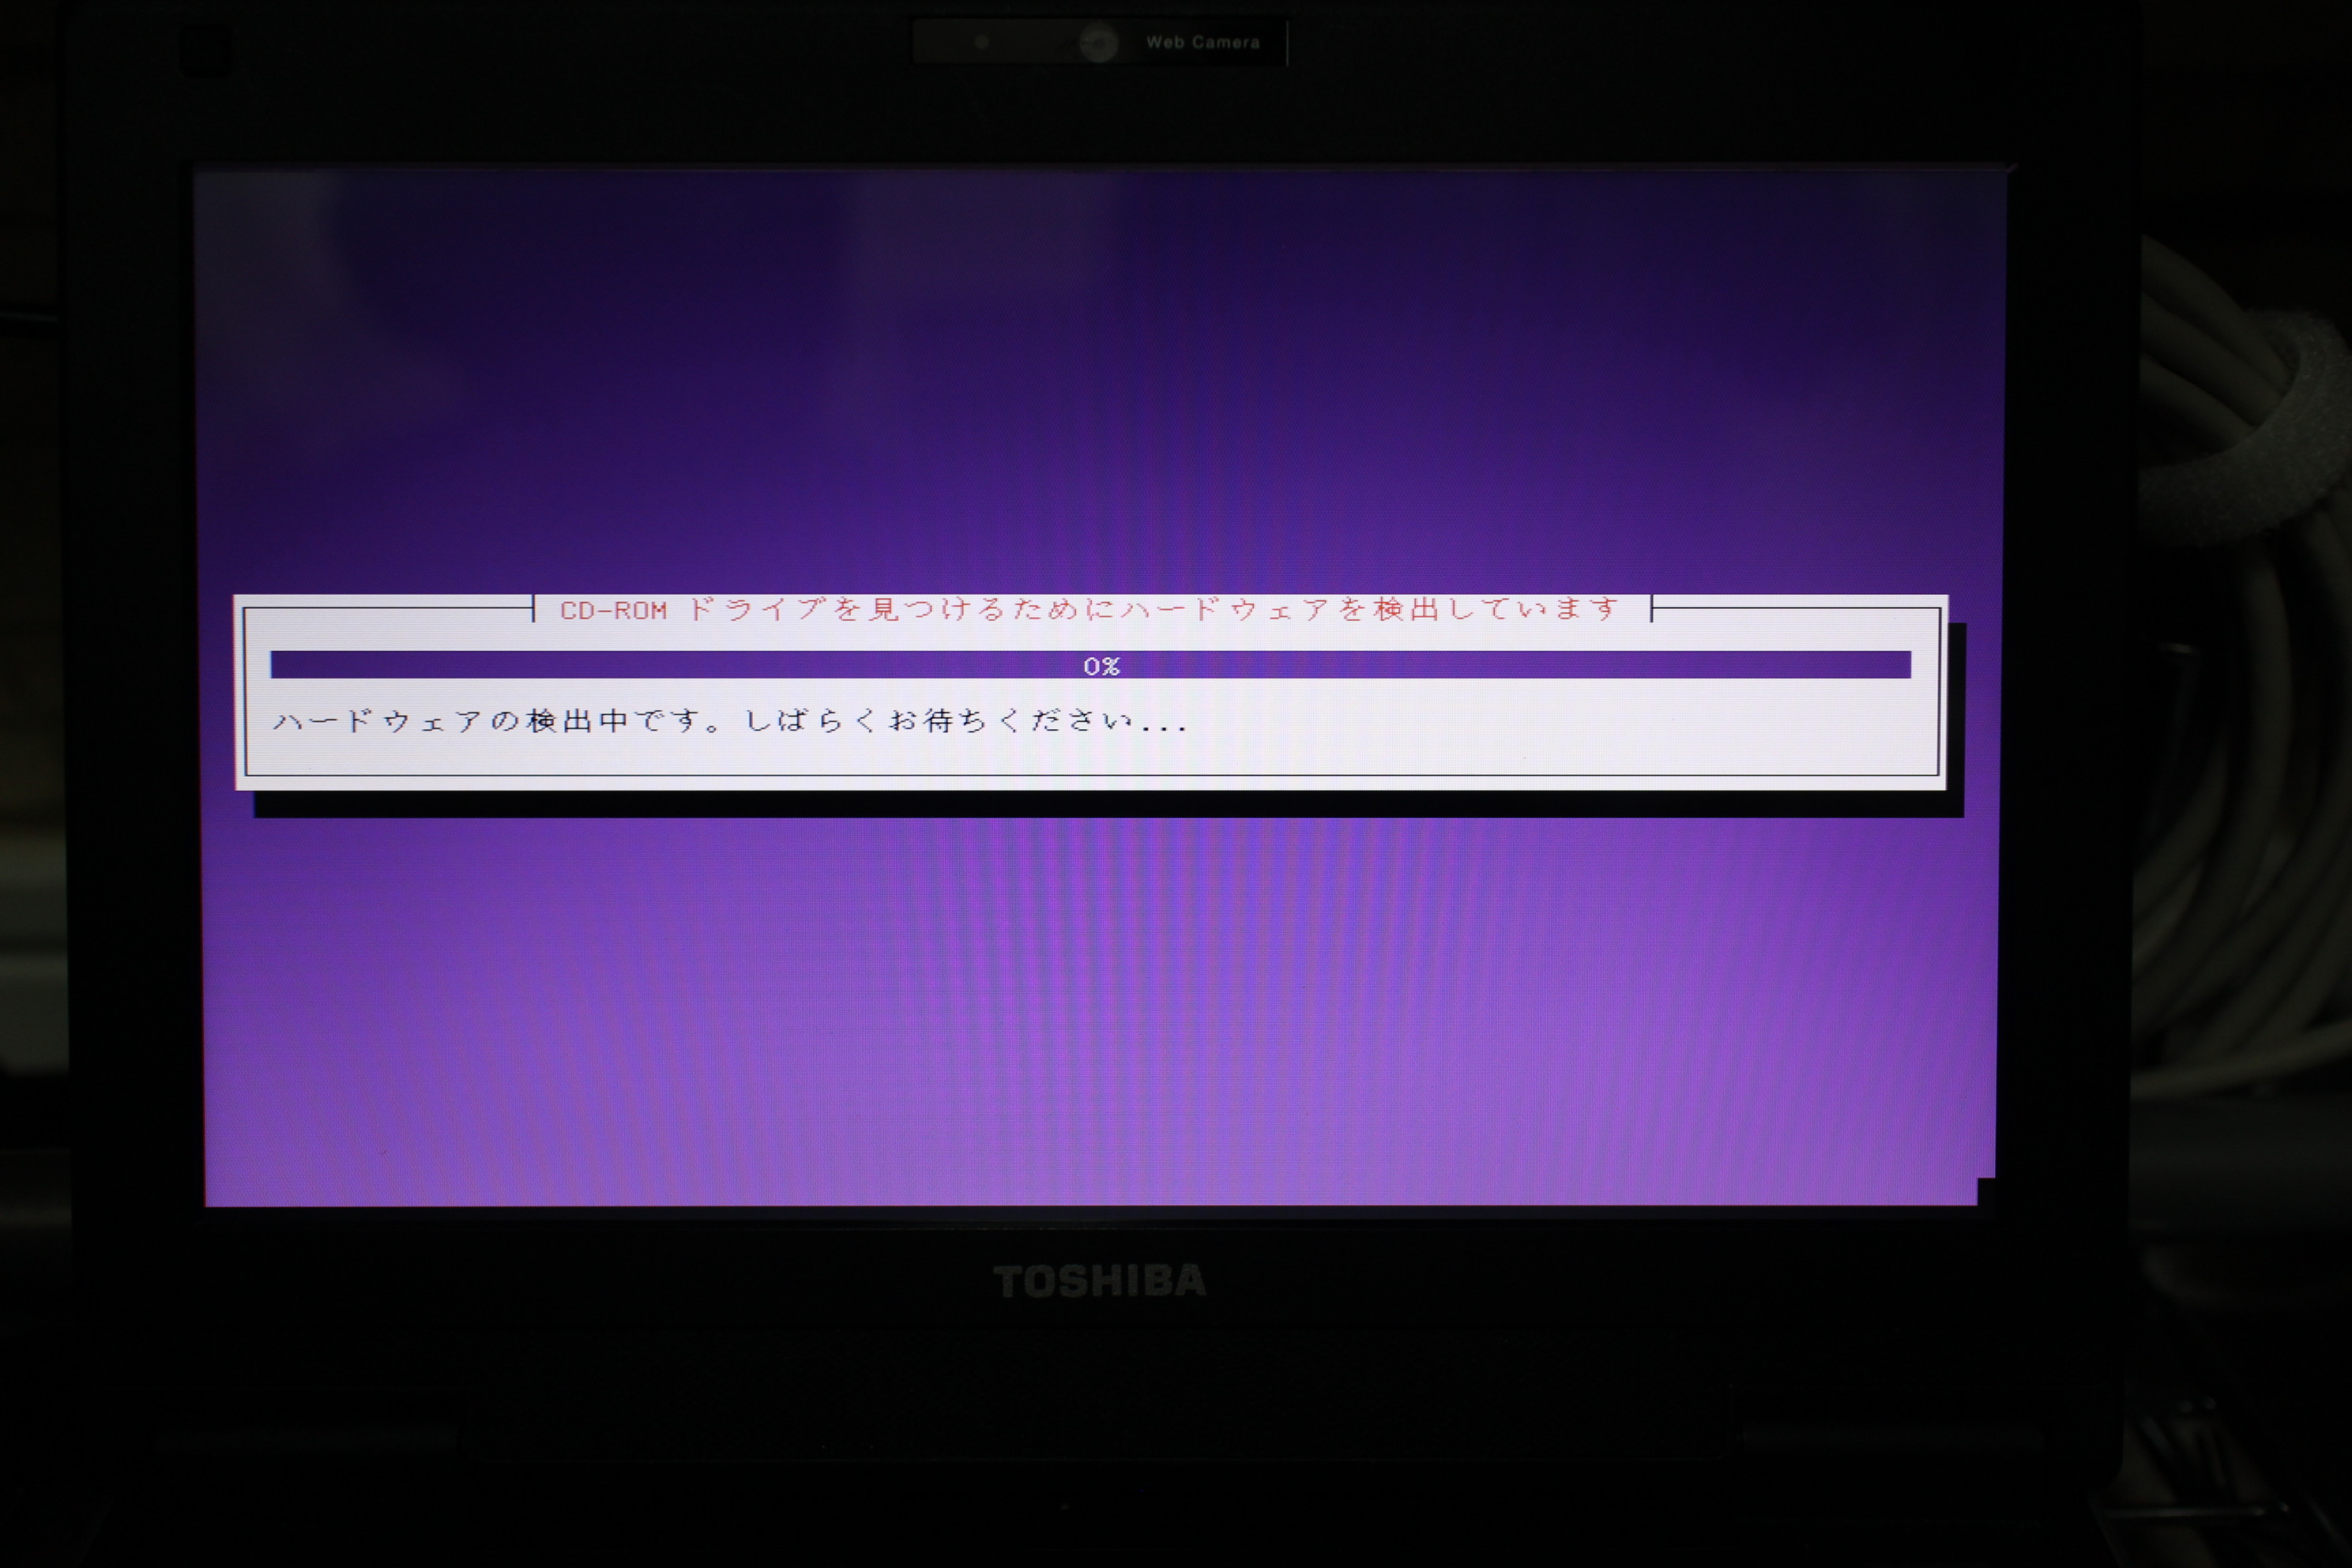 Web Camera
CD-ROM ドライブを見つけるためにハードウェアを検出しています
0%
ハードウェアの検出中です。しばらくお待ちください...
TOSHIBA